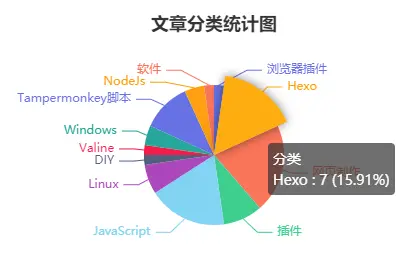 文章分类统计图
软件
浏览器插件
NodeJs
Hexo
Tampermonkey脚本
Windows
Valine
DIY
Linux
JavaScript
插件
分类
Hexo : 7 (15.91%)